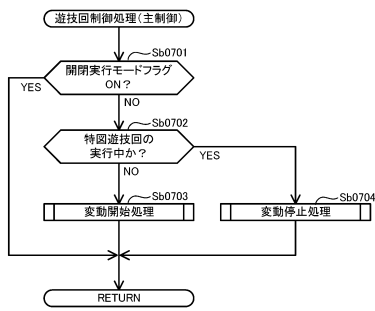 遊技回制御処理(主制御)
Sb0701
開閉実行モードフラグ
ON?
YES
NO
Sb0702
特図遊技回の
実行中か?
YES
NO
Sb0703
変動開始処理
Sb0704
変動停止処理
RETURN